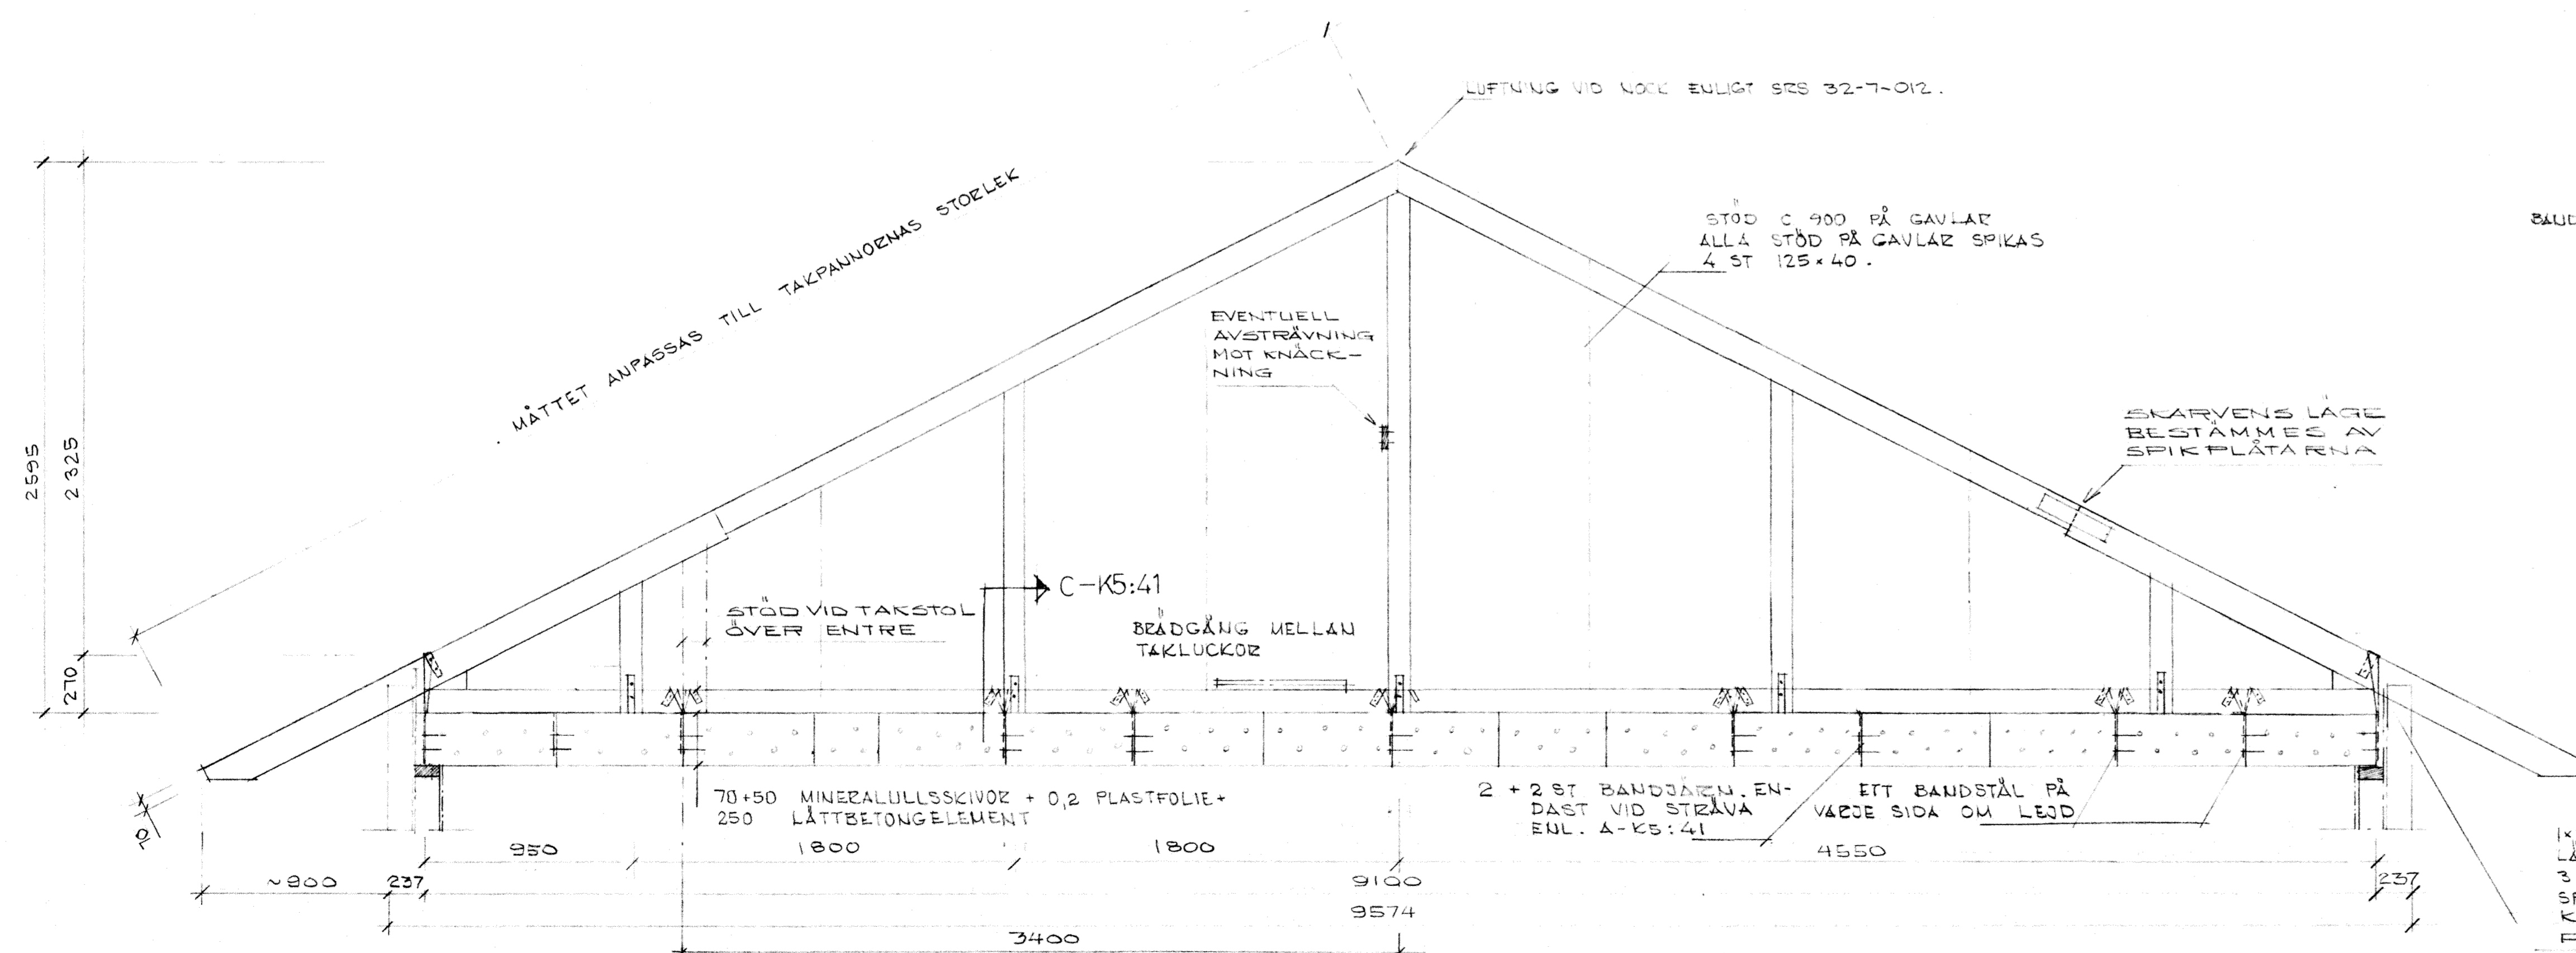 LUFTNING VID NOCK ENLIGT SRS 32-7-012.
MÅTTET ANPASSAS TILL TAKPANNORNAS STORLEK
STÖD C 900 PÅ GAVLAR
ALLA STÖD PÅ GAVLAR SPIKAS
4 ST 125×40.
EVENTUELL
AVSTRÄVNING
MOT KNÄCK-
NING
SKARVENS LÄGE
BESTÄMMES AV
SPIKPLÅTARNA
2595
2325
270
C-K5:41
STÖD VID TAKSTOL
ÖVER ENTRE
BRÄDGÅNG MELLAN
TAKLUCKOR
70+50 MINERALULLSSKIVOR + 0,2 PLASTFOLIE+
250 LÄTTBETONGELEMENT
2 + 2 ST BANDJÄRN. EN-
DAST VID STRÄVA
ENL. A-K5:41
ETT BANDSTÅL PÅ
VARJE SIDA OM LEJD
950
1800
1800
4550
~900
237
9100
237
9574
3400